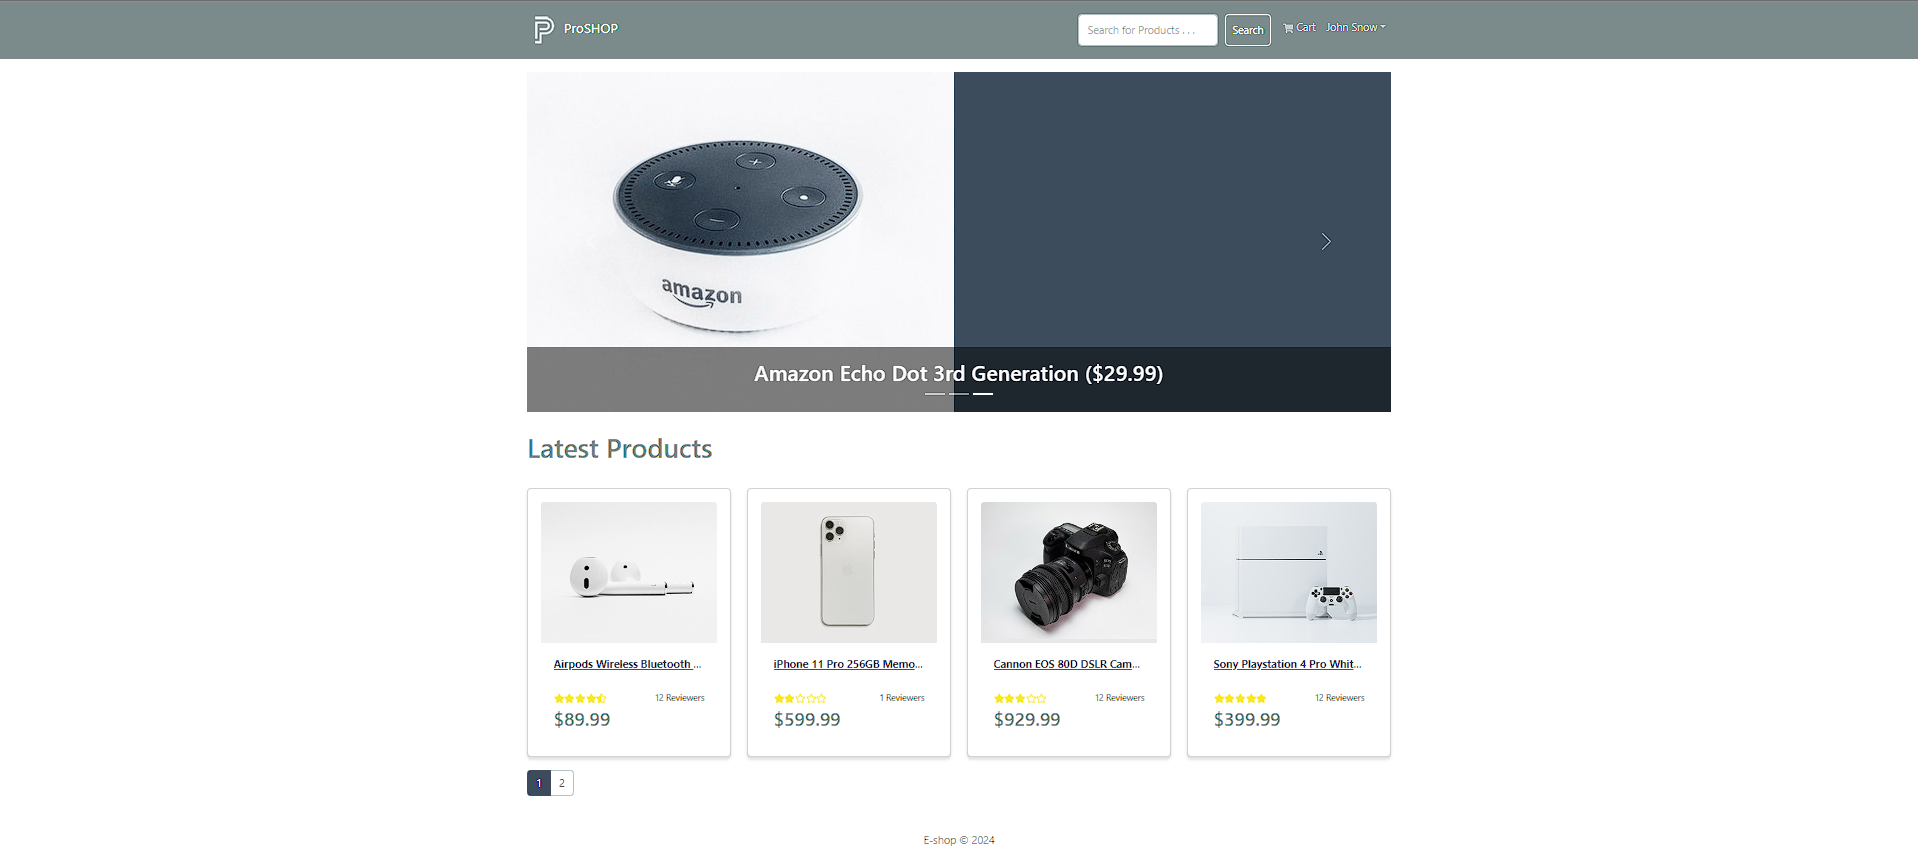 ProSHOP
Search for Products . . .
Search
Cart
John Snow
amazon
Amazon Echo Dot 3rd Generation ($29.99)
Latest Products
Airpods Wireless Bluetooth ...
12 Reviewers
$89.99
iPhone 11 Pro 256GB Memo...
1 Reviewers
$599.99
Cannon EOS 80D DSLR Cam...
12 Reviewers
$929.99
Sony Playstation 4 Pro Whit...
12 Reviewers
$399.99
1
2
E-shop © 2024